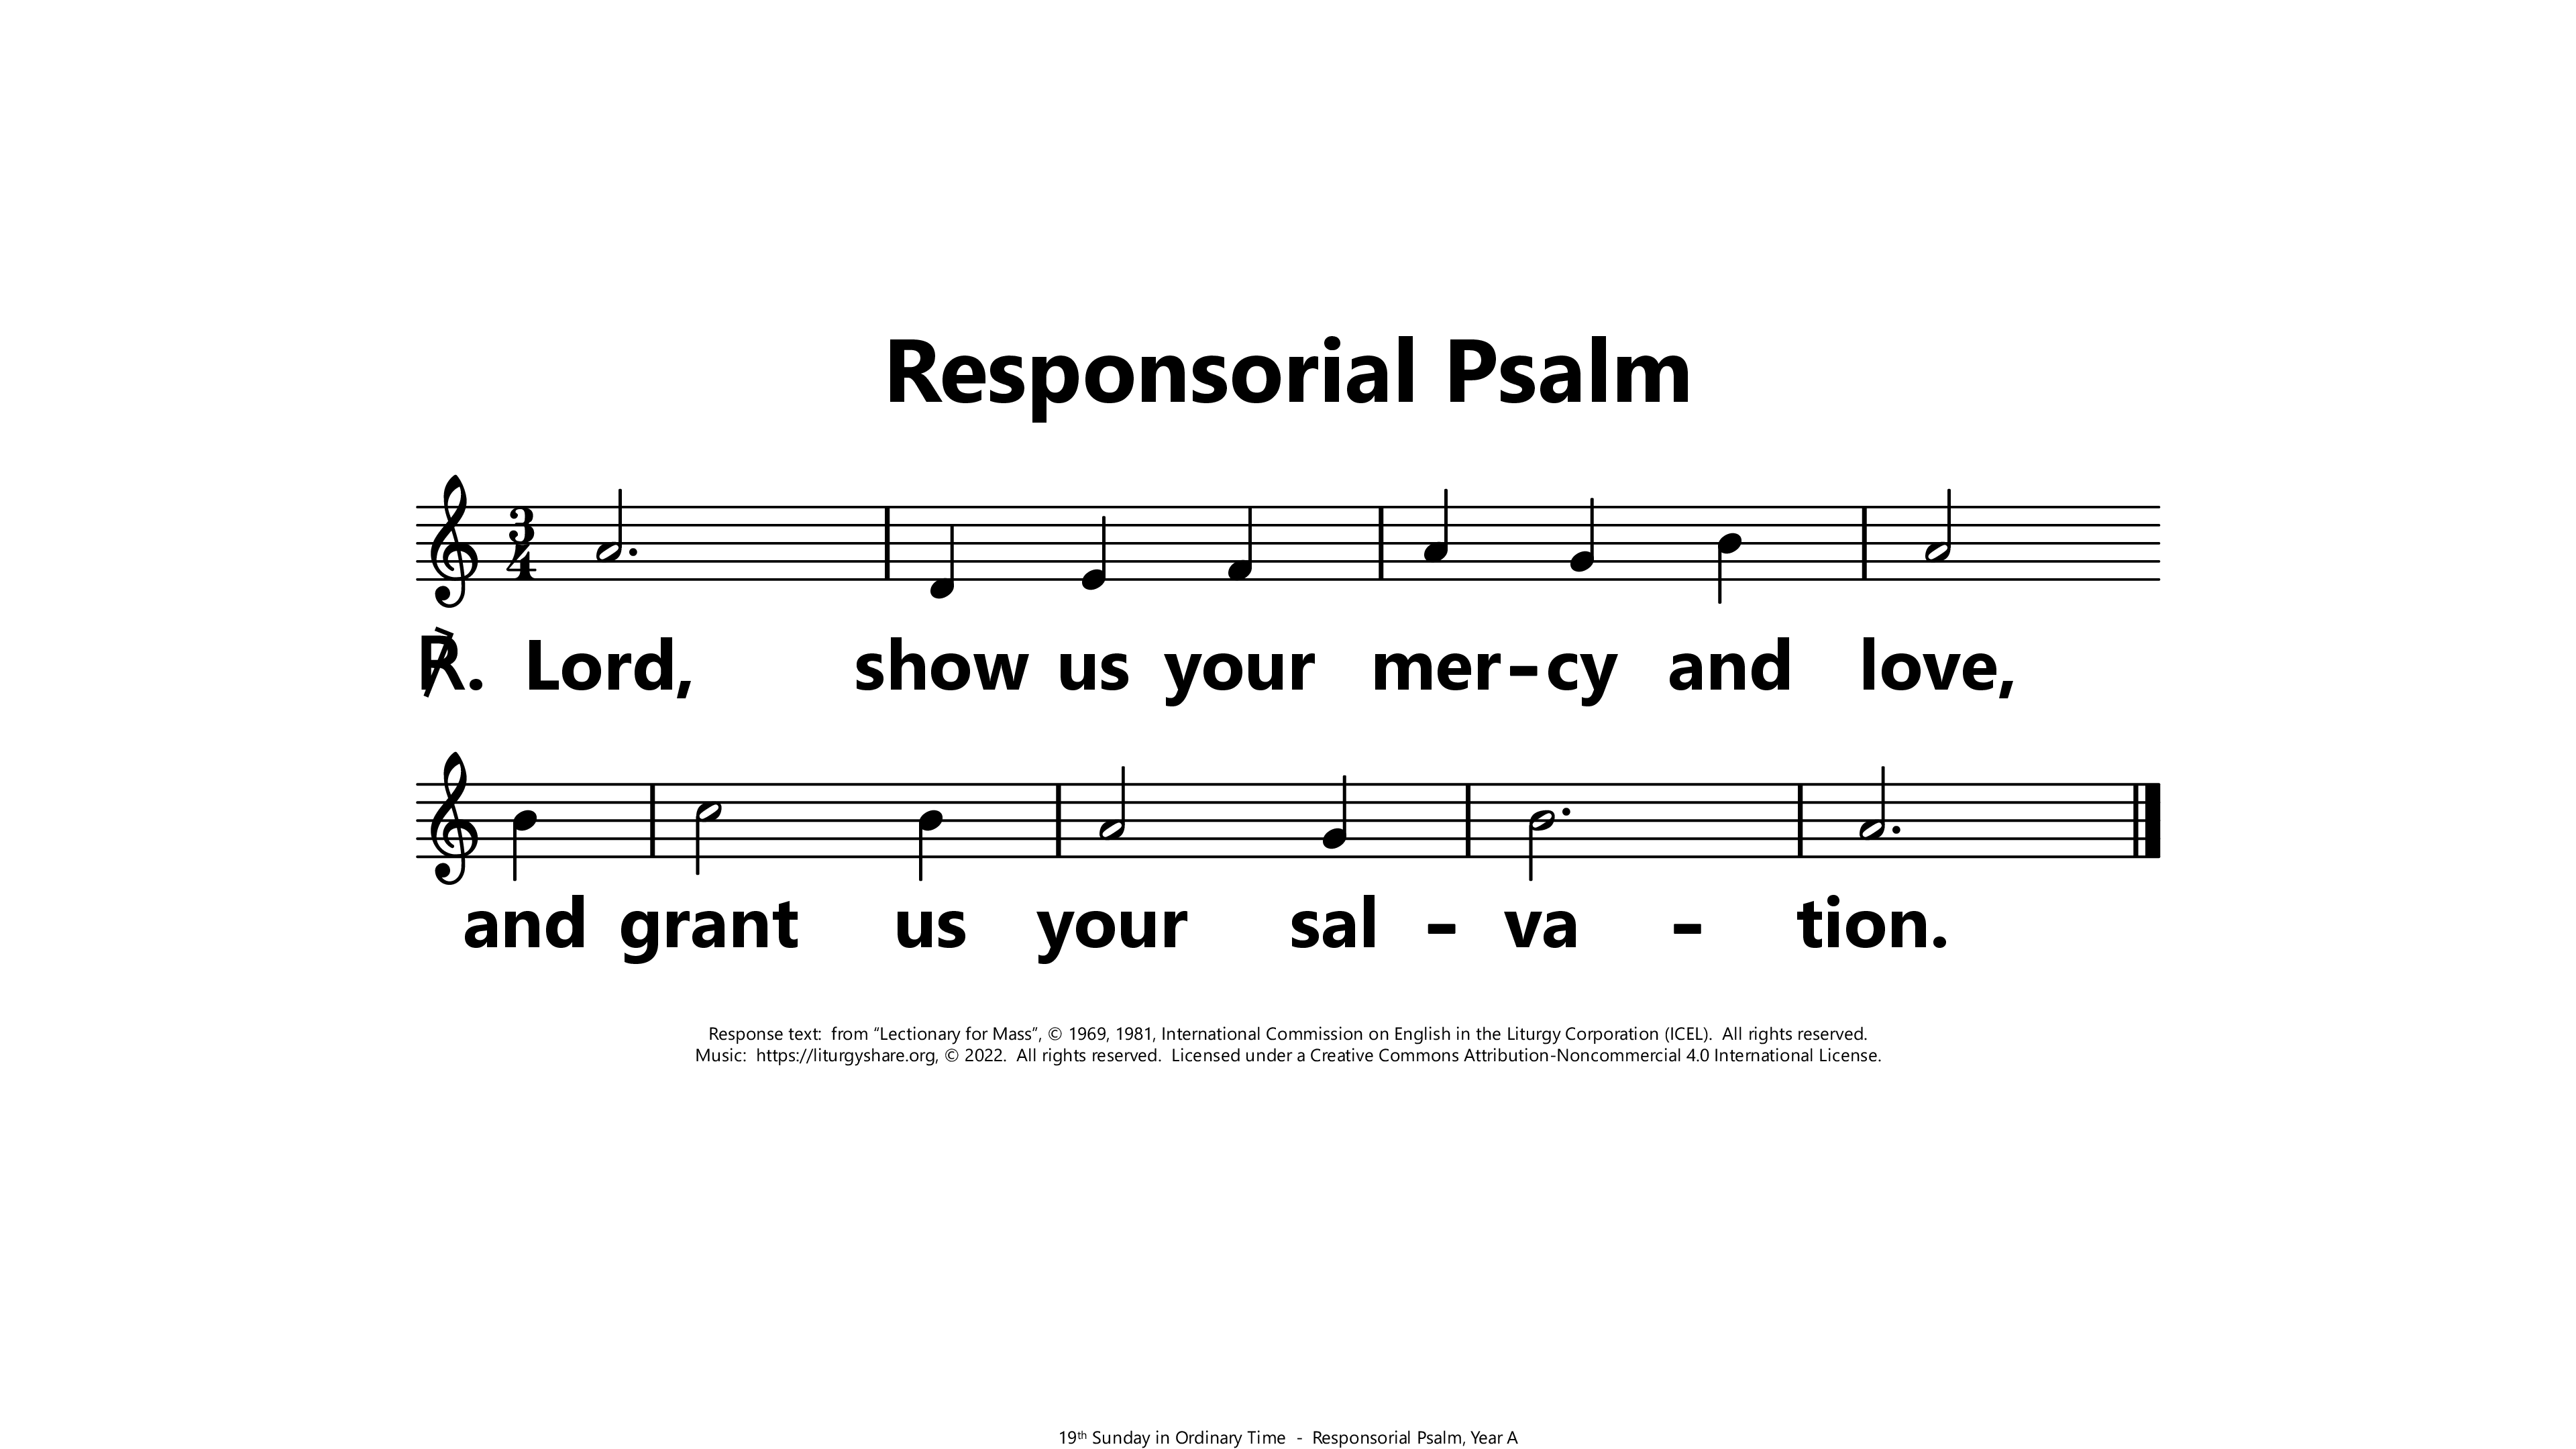 Responsorial Psalm
3
4
℟. Lord, show us your mer-cy and love,
and grant us your sal - va - tion.
Response text:  from “Lectionary for Mass”, © 1969, 1981, International Commission on English in the Liturgy Corporation (ICEL).  All rights reserved.
Music:  https://liturgyshare.org, © 2022.  All rights reserved.  Licensed under a Creative Commons Attribution-Noncommercial 4.0 International License.
19th Sunday in Ordinary Time  -  Responsorial Psalm, Year A